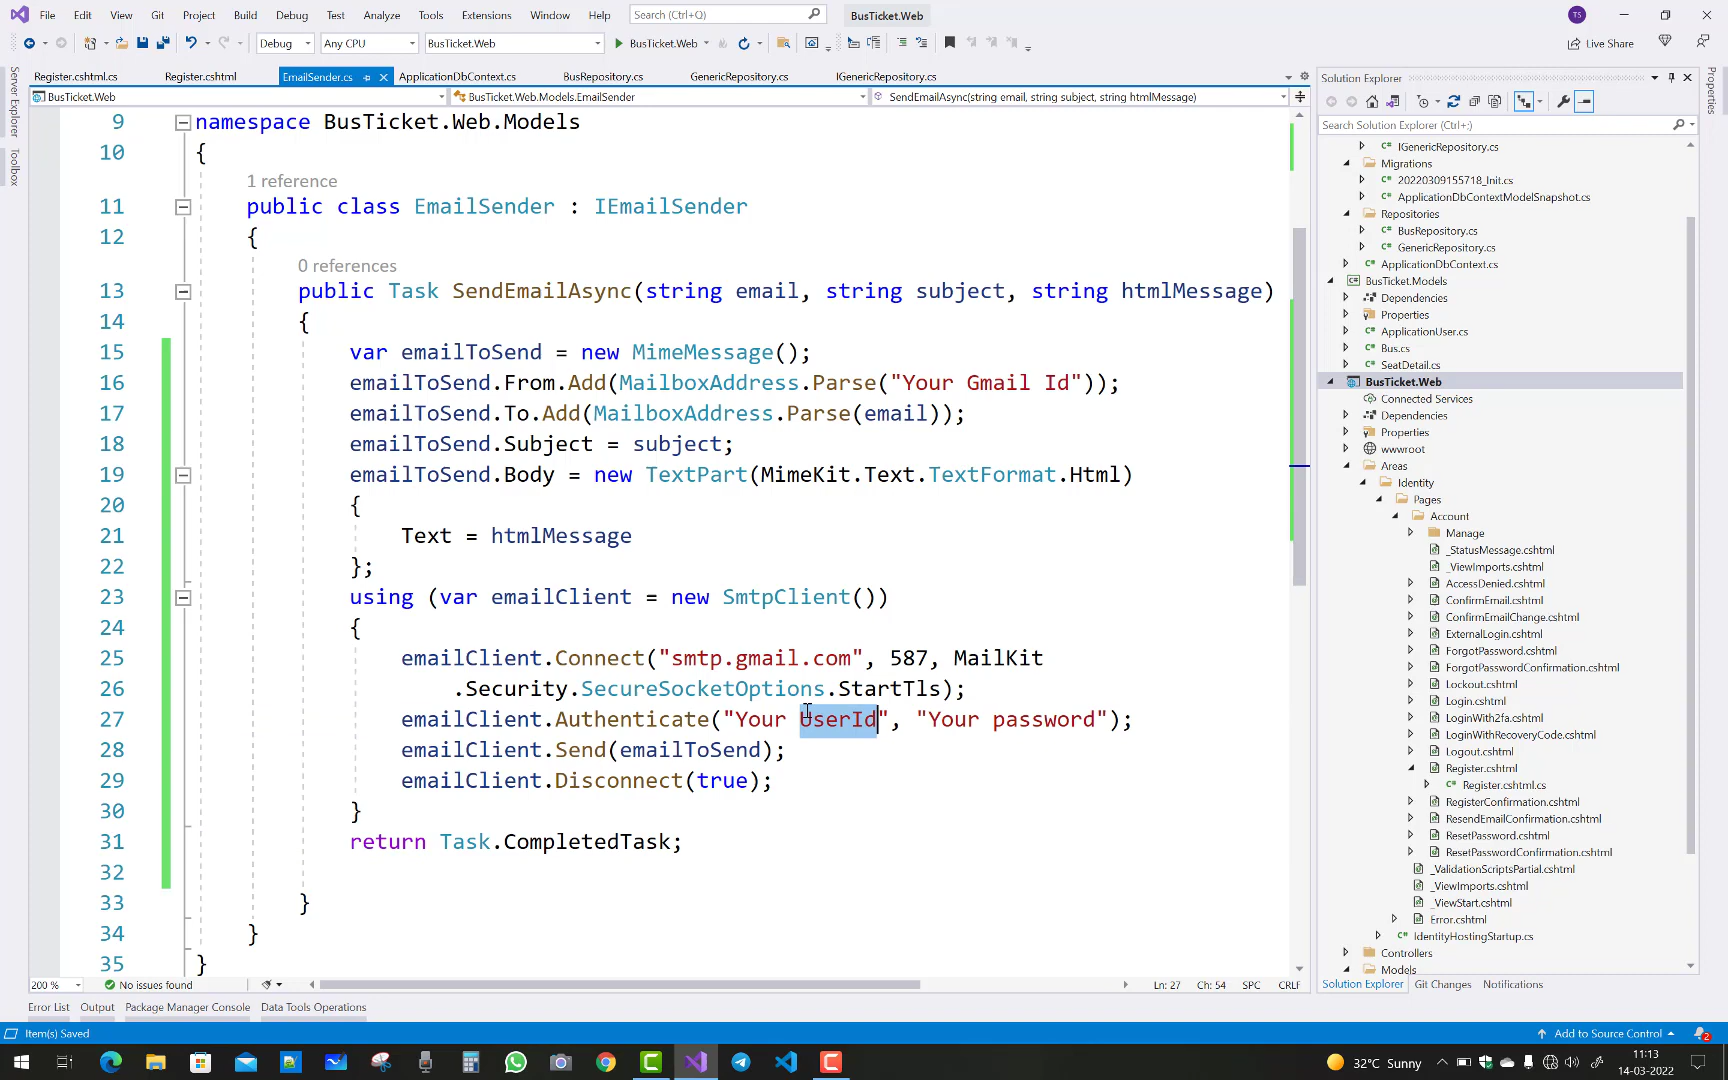 File Edit View Git Project Build Debug Test Analyze Tools Extensions Window Help Search (Ctrl+Q) BusTicket.Web TS
Debug Any CPU BusTicket.Web BusTicket.Web Live Share
Register.cshtml.cs Register.cshtml EmailSender.cs ApplicationDbContext.cs BusRepository.cs GenericRepository.cs IGenericRepository.cs
BusTicket.Web BusTicket.Web.Models.EmailSender SendEmailAsync(string email, string subject, string htmlMessage)
Server Explorer
Toolbox
9 namespace BusTicket.Web.Models
10 {
1 reference
11 public class EmailSender : IEmailSender
12 {
0 references
13 public Task SendEmailAsync(string email, string subject, string htmlMessage)
14 {
15 var emailToSend = new MimeMessage();
16 emailToSend.From.Add(MailboxAddress.Parse("Your Gmail Id"));
17 emailToSend.To.Add(MailboxAddress.Parse(email));
18 emailToSend.Subject = subject;
19 emailToSend.Body = new TextPart(MimeKit.Text.TextFormat.Html)
20 {
21 Text = htmlMessage
22 };
23 using (var emailClient = new SmtpClient())
24 {
25 emailClient.Connect("smtp.gmail.com", 587, MailKit
26 .Security.SecureSocketOptions.StartTls);
27 emailClient.Authenticate("Your UserId", "Your password");
28 emailClient.Send(emailToSend);
29 emailClient.Disconnect(true);
30 }
31 return Task.CompletedTask;
32
33 }
34 }
35 }
200 % No issues found Ln: 27 Ch: 54 SPC CRLF
Solution Explorer
Search Solution Explorer (Ctrl+;)
IGenericRepository.cs
Migrations
20220309155718_Init.cs
ApplicationDbContextModelSnapshot.cs
Repositories
BusRepository.cs
GenericRepository.cs
ApplicationDbContext.cs
BusTicket.Models
Dependencies
Properties
ApplicationUser.cs
Bus.cs
SeatDetail.cs
BusTicket.Web
Connected Services
Dependencies
Properties
wwwroot
Areas
Identity
Pages
Account
Manage
_StatusMessage.cshtml
_ViewImports.cshtml
AccessDenied.cshtml
ConfirmEmail.cshtml
ConfirmEmailChange.cshtml
ExternalLogin.cshtml
ForgotPassword.cshtml
ForgotPasswordConfirmation.cshtml
Lockout.cshtml
Login.cshtml
LoginWith2fa.cshtml
LoginWithRecoveryCode.cshtml
Logout.cshtml
Register.cshtml
Register.cshtml.cs
RegisterConfirmation.cshtml
ResendEmailConfirmation.cshtml
ResetPassword.cshtml
ResetPasswordConfirmation.cshtml
_ValidationScriptsPartial.cshtml
_ViewImports.cshtml
_ViewStart.cshtml
Error.cshtml
IdentityHostingStartup.cs
Controllers
Models
Solution Explorer Git Changes Notifications
Properties
Error List Output Package Manager Console Data Tools Operations
Item(s) Saved Add to Source Control 2
32°C Sunny 11:13
14-03-2022